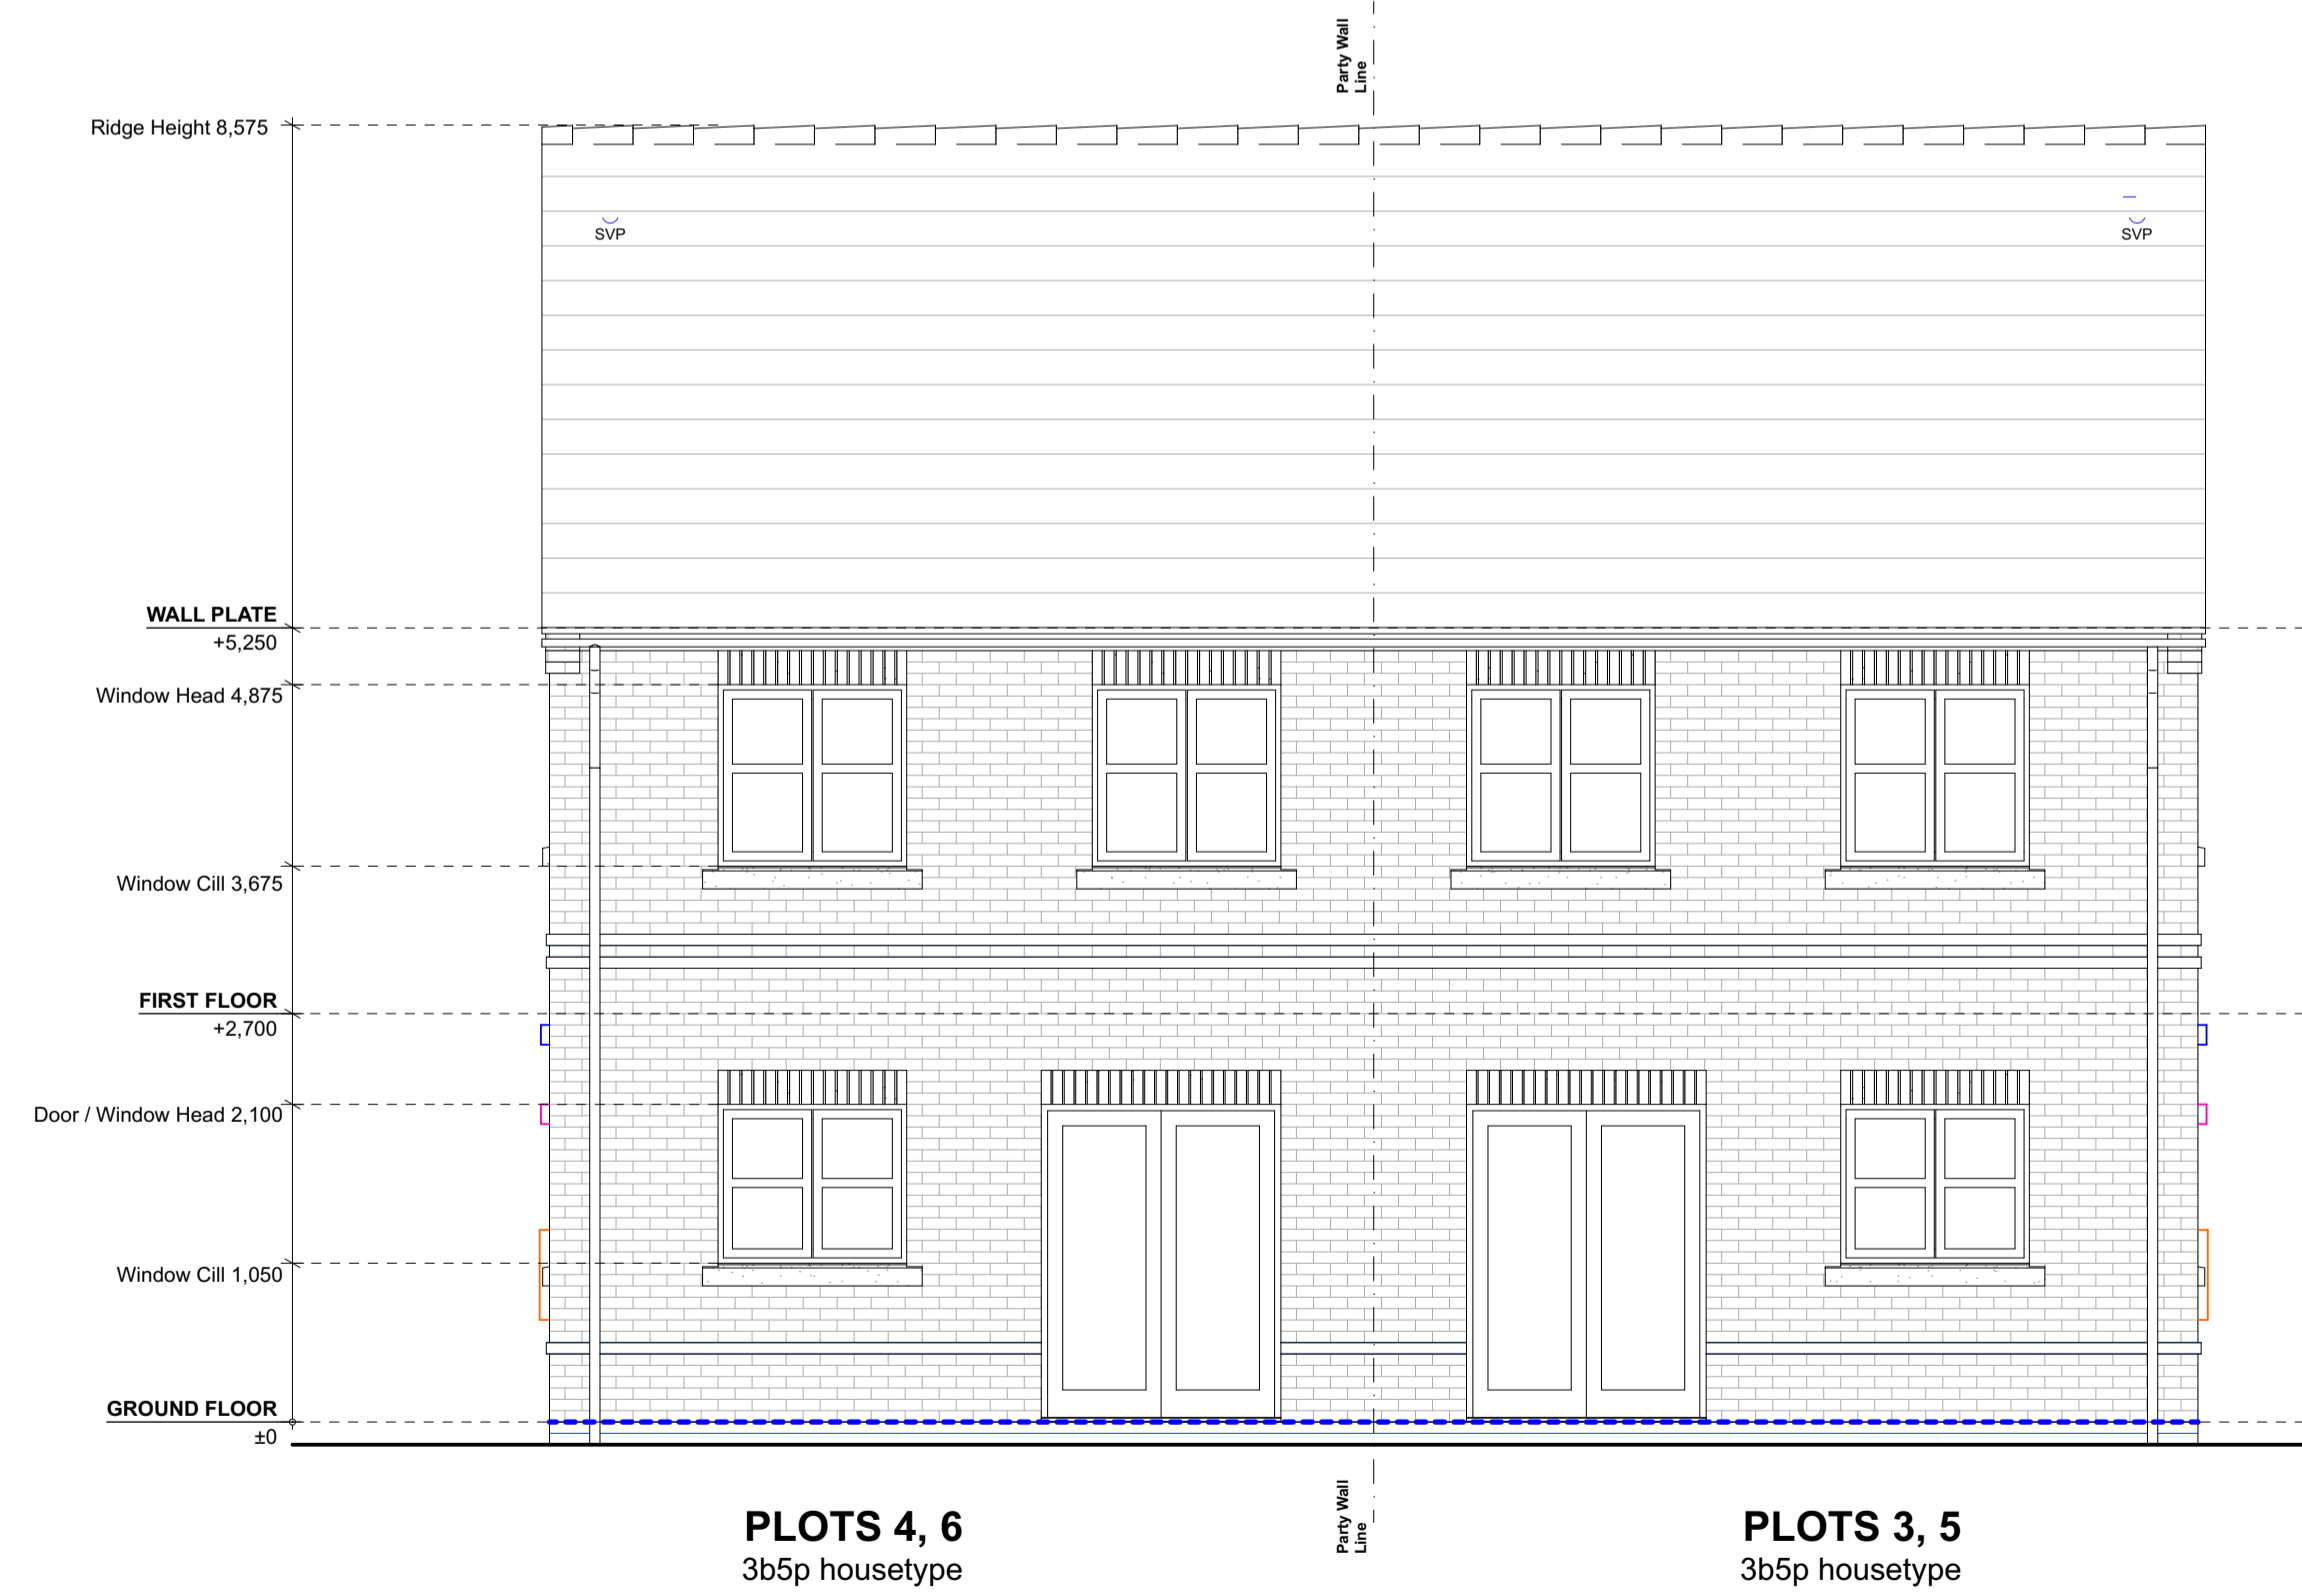 Party Wall
Line
Ridge Height 8,575
SVP
SVP
WALL PLATE
+5,250
Window Head 4,875
Window Cill 3,675
FIRST FLOOR
+2,700
Door / Window Head 2,100
Window Cill 1,050
GROUND FLOOR
±0
Party Wall
Line
PLOTS 4, 6
3b5p housetype
PLOTS 3, 5
3b5p housetype